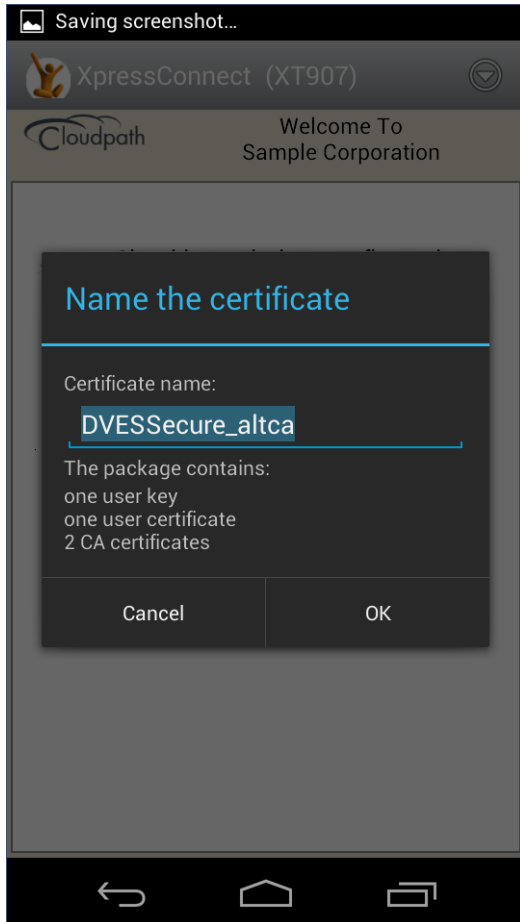 Saving screenshot...
XpressConnect (XT907)
Cloudpath
Welcome To
Sample Corporation
Name the certificate
Certificate name:
DVESSecure_altca
The package contains:
one user key
one user certificate
2 CA certificates
Cancel
OK